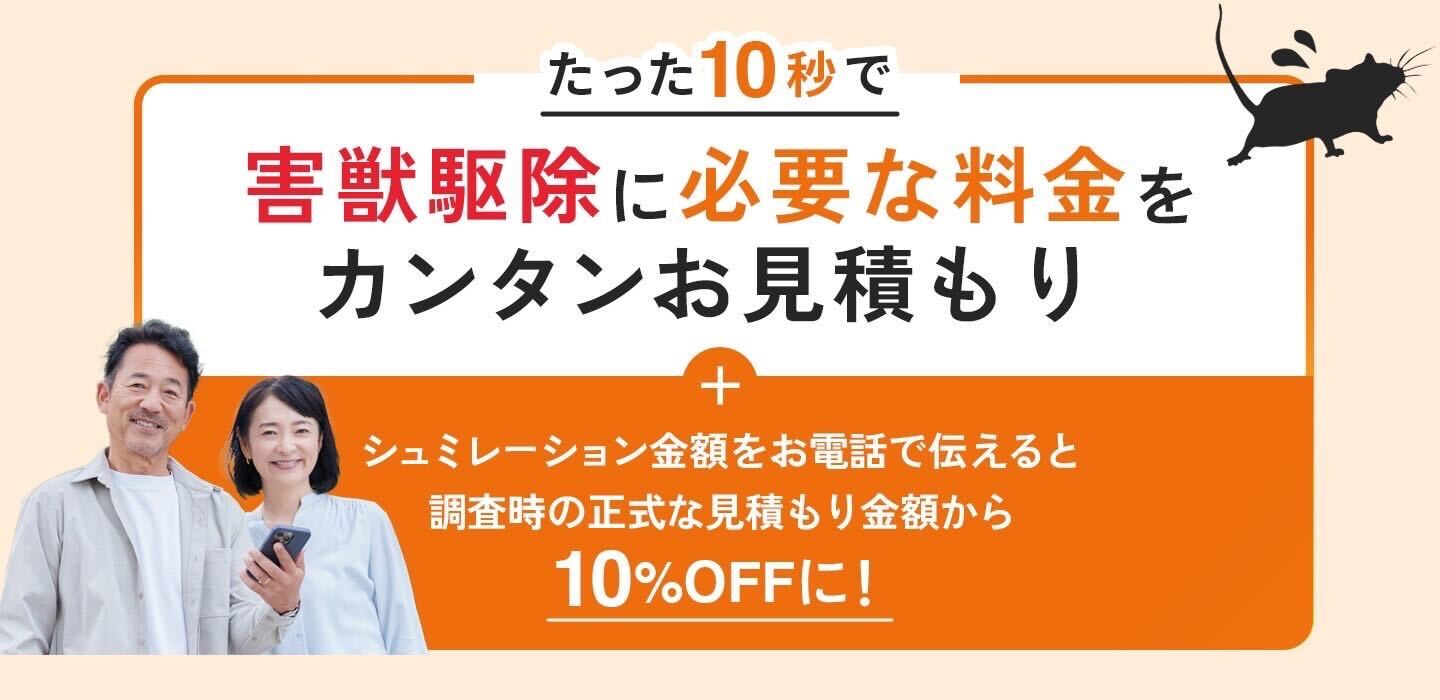 たった10秒で
害獣駆除に必要な料金を
カンタンお見積もり
+
シュミレーション金額をお電話で伝えると
調査時の正式な見積もり金額から
10%OFFに!